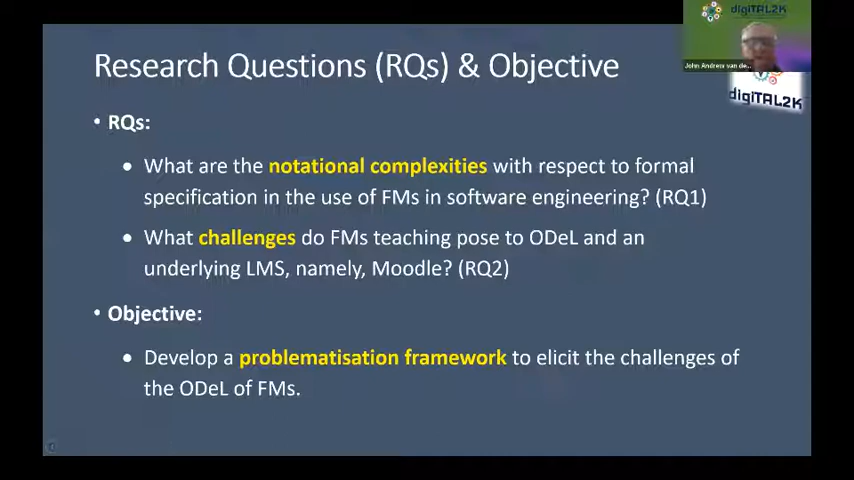 digiTAL2K
John Andrew van de...
digiTAL2K
Research Questions (RQs) & Objective
• RQs:
• What are the notational complexities with respect to formal
specification in the use of FMs in software engineering? (RQ1)
• What challenges do FMs teaching pose to ODeL and an
underlying LMS, namely, Moodle? (RQ2)
• Objective:
• Develop a problematisation framework to elicit the challenges of
the ODeL of FMs.